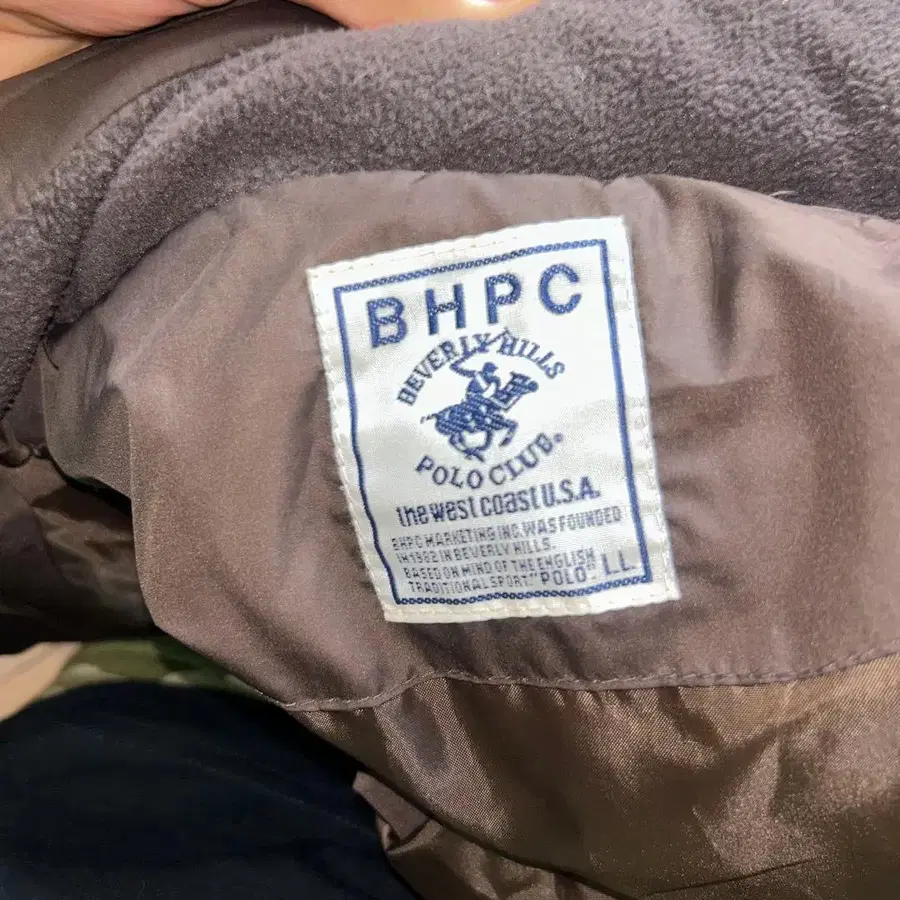 BHPC
BEVERLY HILLS
POLO CLUB®
the west coast U.S.A.
BHPC MARKETING INC. WAS FOUNDED
IN 1982 IN BEVERLY HILLS.
BASED ON MIND OF THE ENGLISH
TRADITIONAL SPORT "POLO". LL